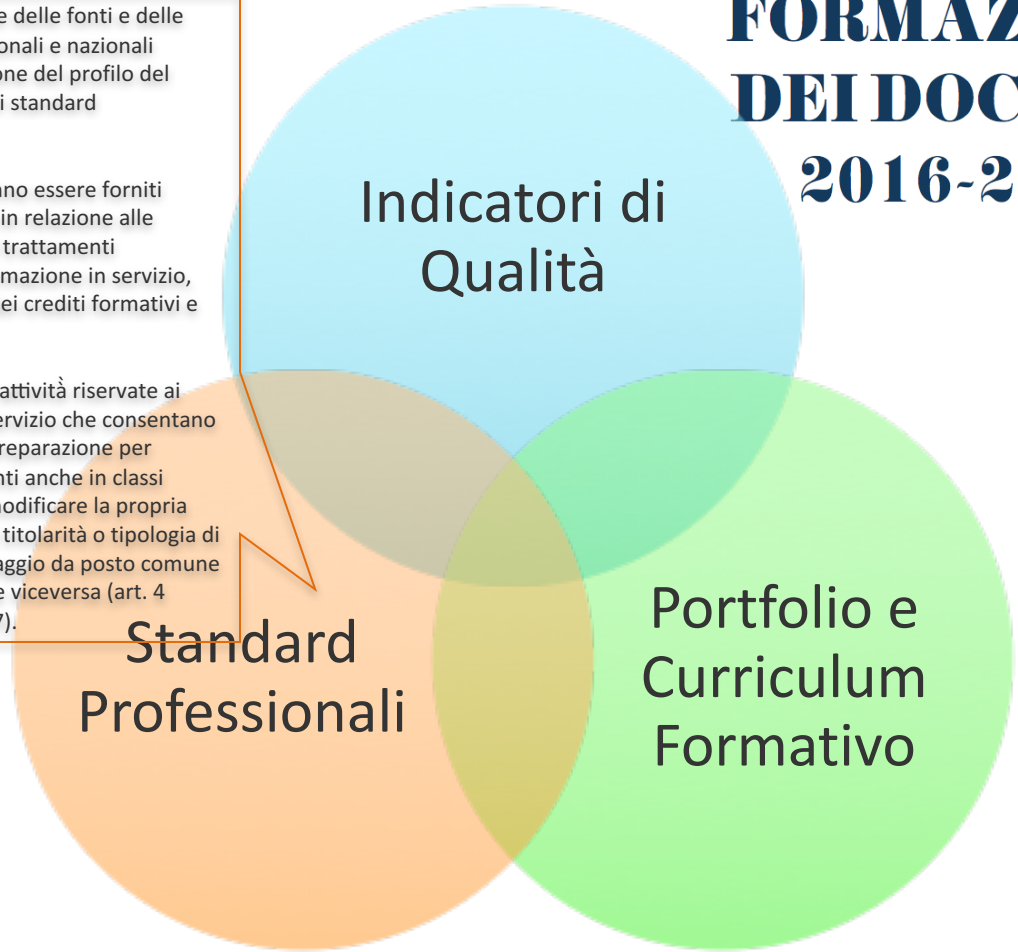 e delle fonti e delle
onali e nazionali
one del profilo del
i standard
no essere forniti
in relazione alle
trattamenti
mazione in servizio,
ei crediti formativi e
attività riservate ai
ervizio che consentano
reparazione per
nti anche in classi
nodificare la propria
titolarità o tipologia di
aggio da posto comune
e viceversa (art. 4
7).
FORMAZ
DEI DOC
2016-2
Indicatori di
Qualità
Standard
Professionali
Portfolio e
Curriculum
Formativo